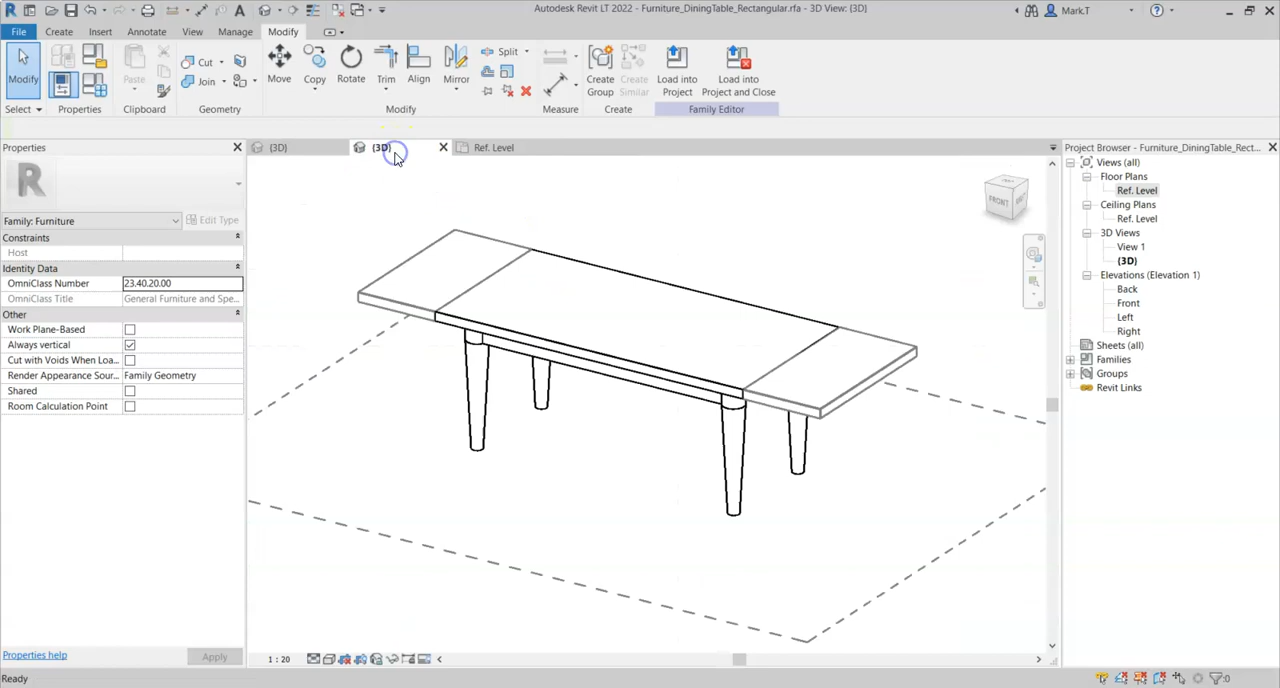 Autodesk Revit LT 2022 - Furniture_DiningTable_Rectangular.rfa - 3D View: {3D}
Mark.T
File Create Insert Annotate View Manage Modify
Modify
Paste
Cut
Join
Move
Copy
Rotate
Trim
Align
Mirror
Split
Create Group
Create Similar
Load into Project
Load into Project and Close
Select Properties Clipboard Geometry Modify Measure Create Family Editor
Properties
{3D}
{3D}
Ref. Level
Project Browser - Furniture_DiningTable_Rect...
Family: Furniture
Edit Type
Constraints
Host
Identity Data
OmniClass Number 23.40.20.00
OmniClass Title General Furniture and Spe...
Other
Work Plane-Based
Always vertical
Cut with Voids When Loa...
Render Appearance Sour... Family Geometry
Shared
Room Calculation Point
Properties help
Apply
FRONT
Views (all)
Floor Plans
Ref. Level
Ceiling Plans
Ref. Level
3D Views
View 1
{3D}
Elevations (Elevation 1)
Back
Front
Left
Right
Sheets (all)
Families
Groups
Revit Links
1 : 20
Ready
:0